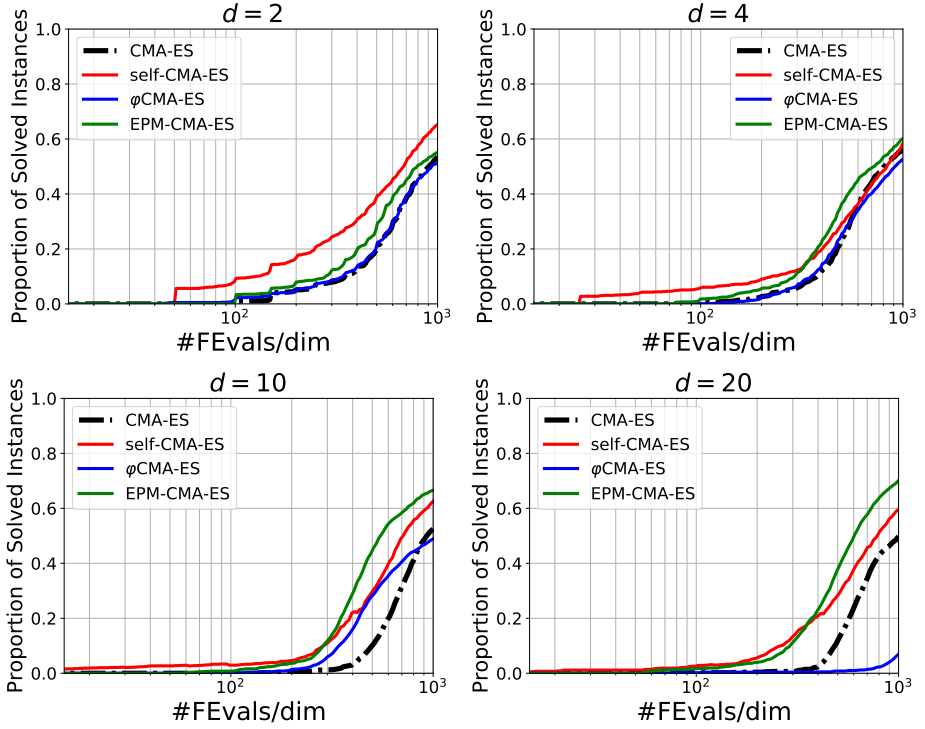 d = 2
Proportion of Solved Instances
1.0
0.8
0.6
0.4
0.2
0.0
CMA-ES
self-CMA-ES
φCMA-ES
EPM-CMA-ES
10²
10³
#FEvals/dim
d = 4
Proportion of Solved Instances
1.0
0.8
0.6
0.4
0.2
0.0
CMA-ES
self-CMA-ES
φCMA-ES
EPM-CMA-ES
10²
10³
#FEvals/dim
d = 10
Proportion of Solved Instances
1.0
0.8
0.6
0.4
0.2
0.0
CMA-ES
self-CMA-ES
φCMA-ES
EPM-CMA-ES
10²
10³
#FEvals/dim
d = 20
Proportion of Solved Instances
1.0
0.8
0.6
0.4
0.2
0.0
CMA-ES
self-CMA-ES
φCMA-ES
EPM-CMA-ES
10²
10³
#FEvals/dim